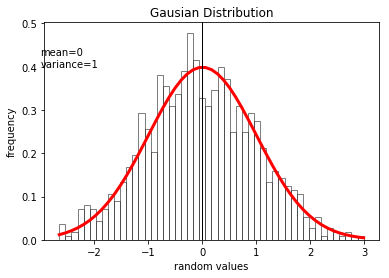 Gausian Distribution
0.5
mean=0
variance=1
0.4
0.3
frequency
0.2
0.1
0.0
−2 −1 0 1 2 3
random values